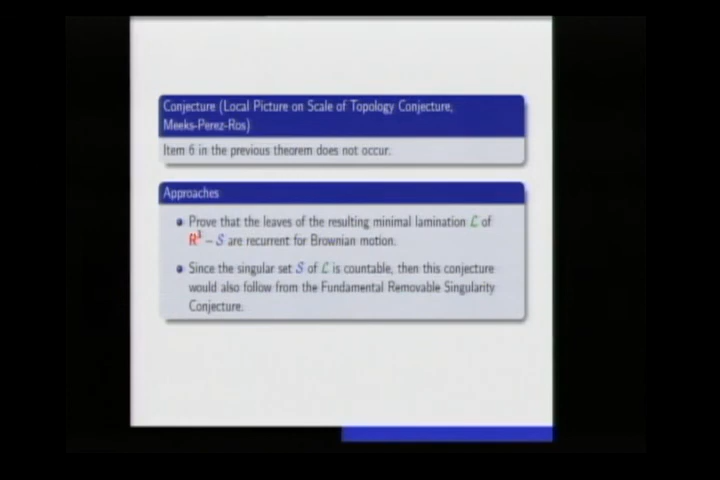 Conjecture (Local Picture on Scale of Topology Conjecture,
Meeks-Perez-Ros)
Item 6 in the previous theorem does not occur.
Approaches
Prove that the leaves of the resulting minimal lamination ℒ of
ℝ³ − 𝒮 are recurrent for Brownian motion.
Since the singular set 𝒮 of ℒ is countable, then this conjecture
would also follow from the Fundamental Removable Singularity
Conjecture.